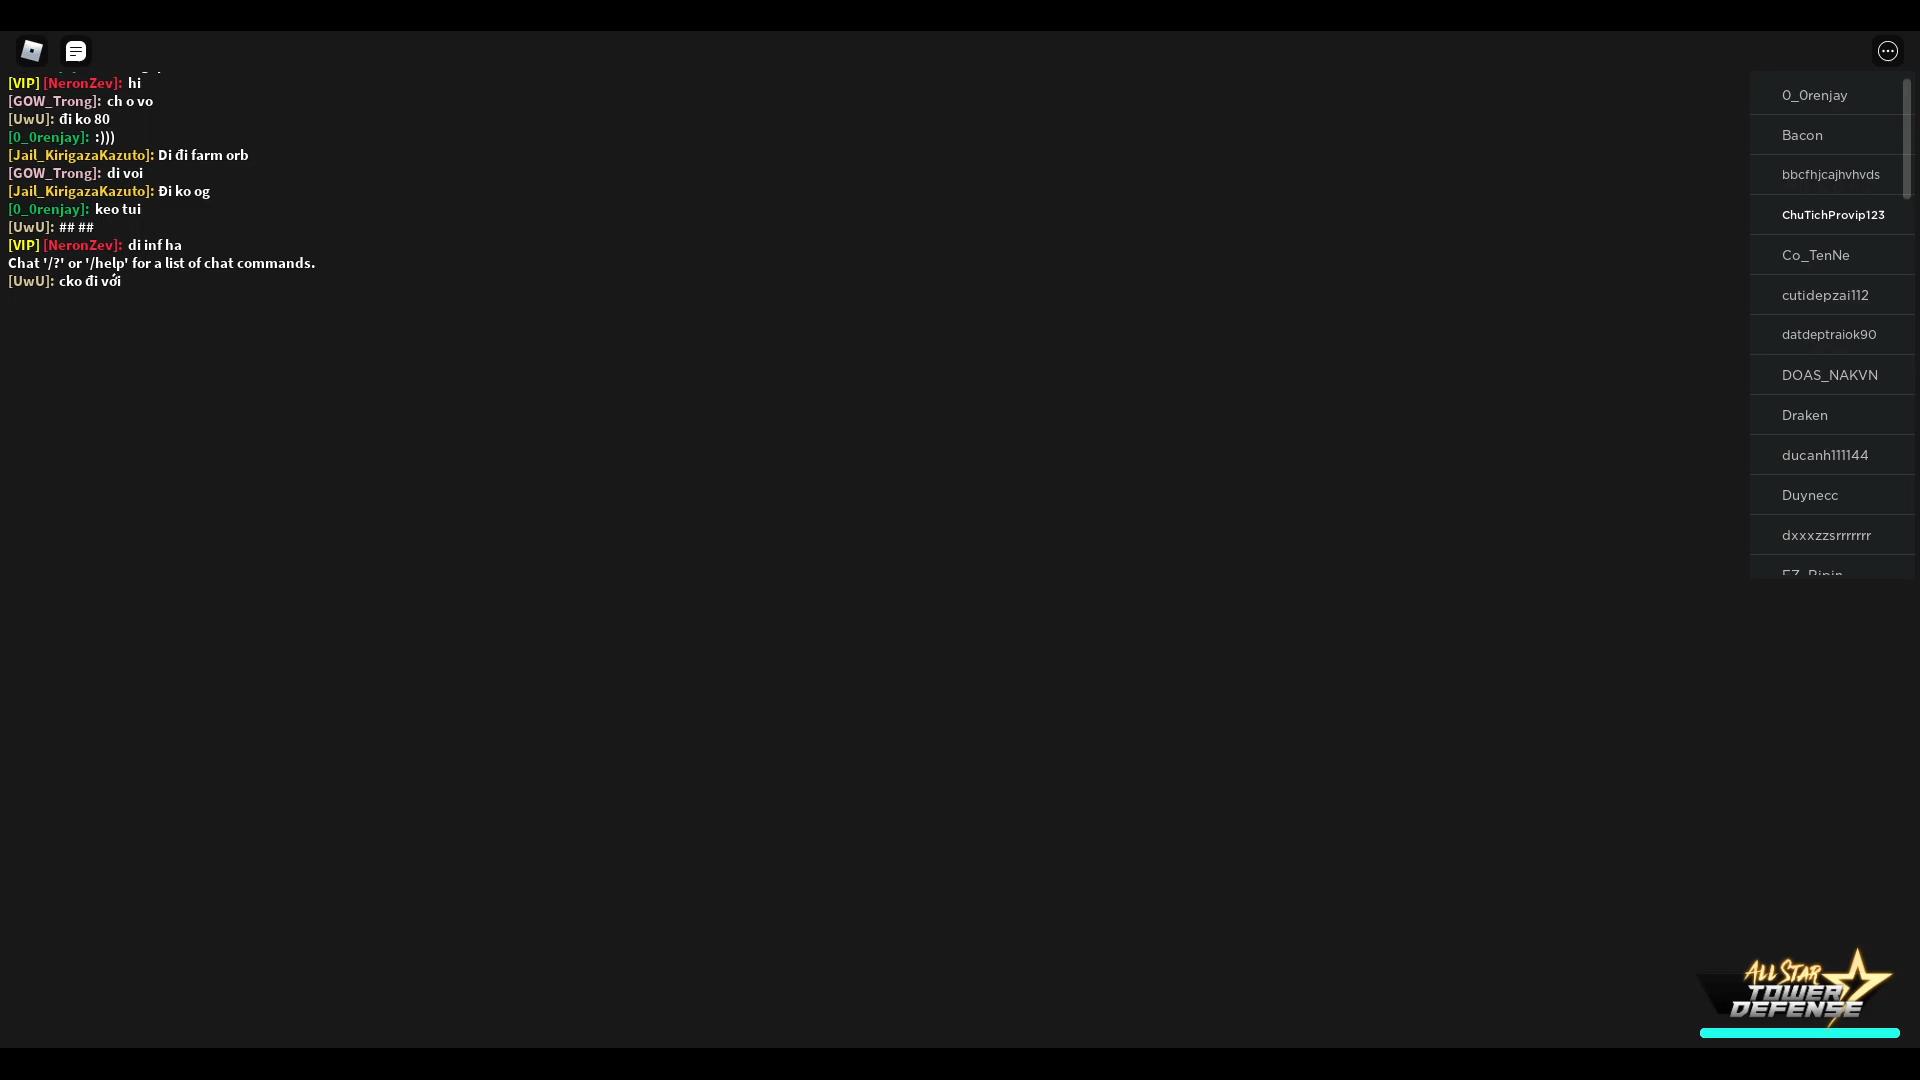 [VIP] [NeronZev]: hi
[GOW_Trong]: ch o vo
[UwU]: đi ko 80
[0_0renjay]: :)))
[Jail_KirigazaKazuto]: Di đi farm orb
[GOW_Trong]: di voi
[Jail_KirigazaKazuto]: Đi ko og
[0_0renjay]: keo tui
[UwU]: ## ##
[VIP] [NeronZev]: di inf ha
Chat '/?' or '/help' for a list of chat commands.
[UwU]: cko đi với
0_0renjay
Bacon
bbcfhjcajhvhvds
ChuTichProvip123
Co_TenNe
cutidepzai112
datdeptraiok90
DOAS_NAKVN
Draken
ducanh111144
Duynecc
dxxxzzsrrrrrrr
ALL STAR
TOWER
DEFENSE